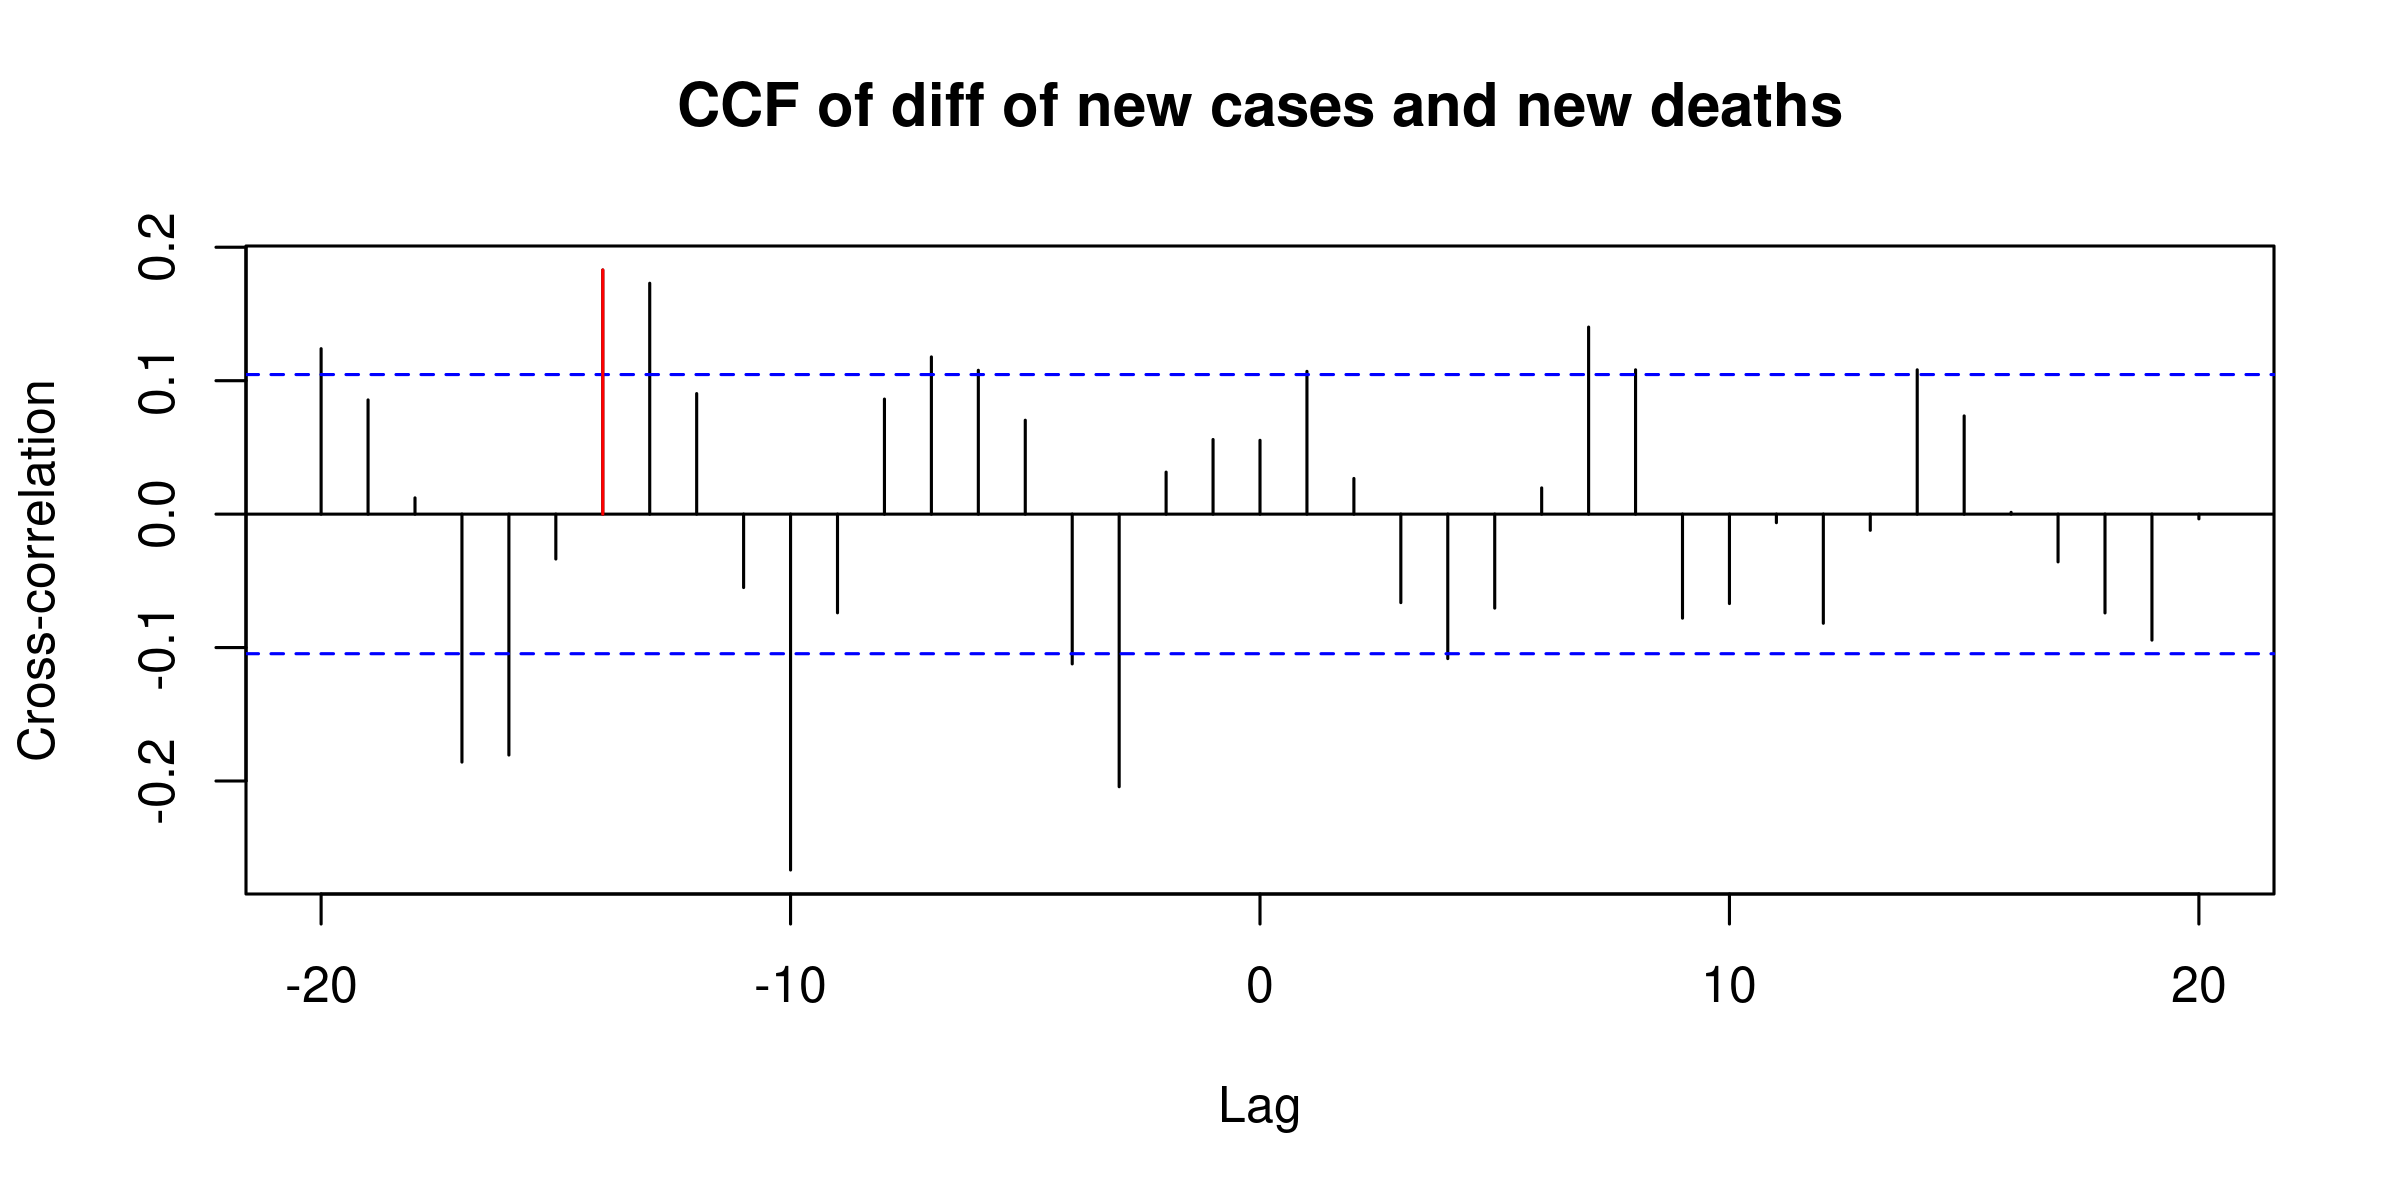 CCF of diff of new cases and new deaths
Cross-correlation
0.2
0.1
0.0
-0.1
-0.2
-20 -10 0 10 20
Lag